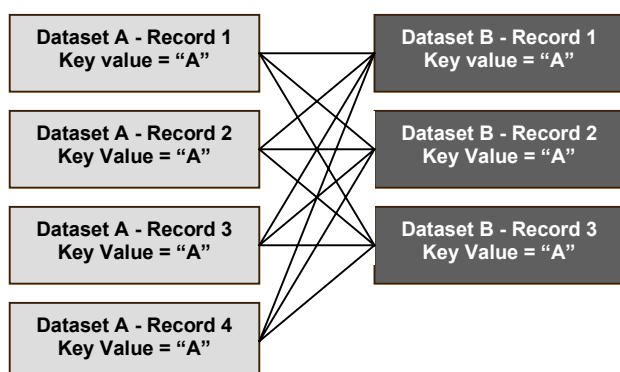 Dataset A - Record 1
Key value = “A”
Dataset B - Record 1
Key value = “A”
Dataset A - Record 2
Key Value = “A”
Dataset B - Record 2
Key Value = “A”
Dataset A - Record 3
Key Value = “A”
Dataset B - Record 3
Key Value = “A”
Dataset A - Record 4
Key Value = “A”